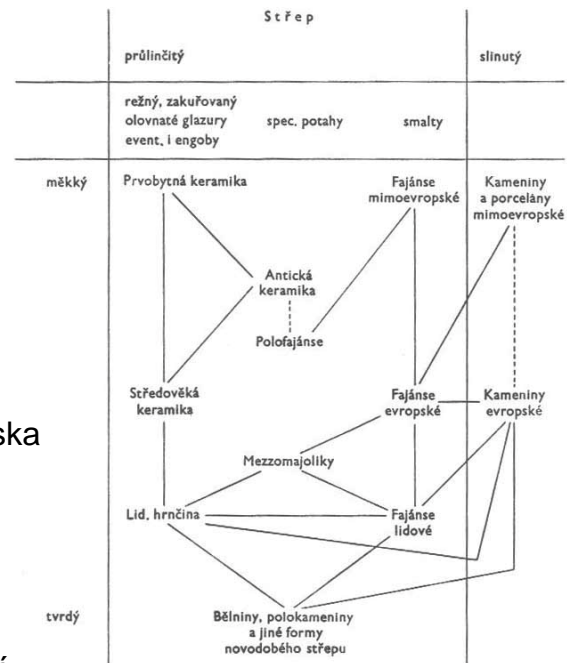 Střep
průlinčitý slinutý
režný, zakuřovaný
olovnaté glazury spec. potahy smalty
event. i engoby
měkký Prvobytná keramika Fajánse Kameniny
mimoevropské a porcelány
mimoevropské
Antická
keramika
Polofajánse
Středověká Fajánse Kameniny
keramika evropské evropské
ska
Mezzomajoliky
Lid. hrnčina Fajánse
lidové
tvrdý Bělniny, polokameniny
a jiné formy
novodobého střepu